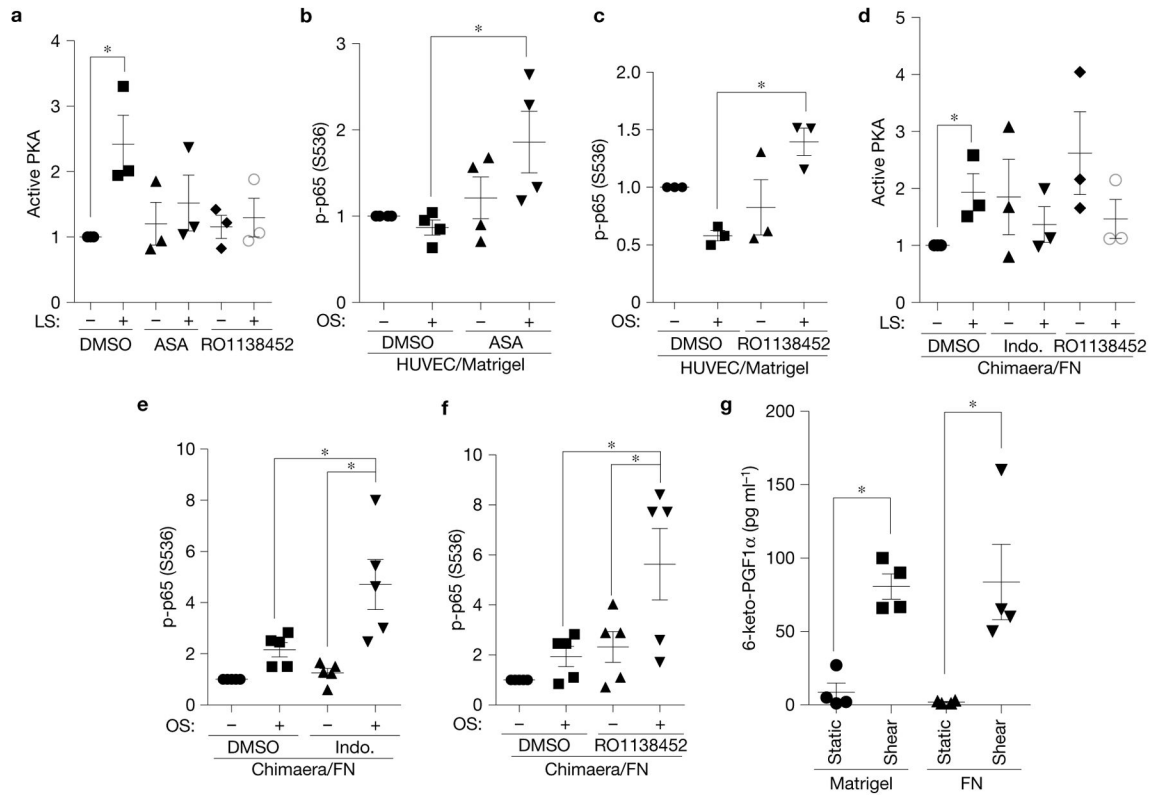 a
Active PKA
4
3
2
1
0
*
LS: − + − + − +
DMSO ASA RO1138452
b
p-p65 (S536)
3
2
1
0
*
OS: − + − +
DMSO ASA
HUVEC/Matrigel
c
p-p65 (S536)
2.0
1.5
1.0
0.5
0
*
OS: − + − +
DMSO RO1138452
HUVEC/Matrigel
d
Active PKA
5
4
3
2
1
0
*
LS: − + − + − +
DMSO Indo. RO1138452
Chimaera/FN
e
p-p65 (S536)
10
8
6
4
2
0
*
*
OS: − + − +
DMSO Indo.
Chimaera/FN
f
p-p65 (S536)
10
8
6
4
2
0
*
*
OS: − + − +
DMSO RO1138452
Chimaera/FN
g
6-keto-PGF1α (pg ml⁻¹)
200
150
100
50
0
*
*
Static Shear Static Shear
Matrigel FN